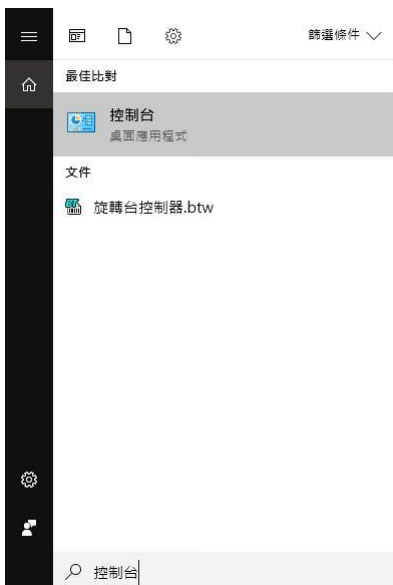 篩選條件
最佳比對
控制台
桌面應用程式
文件
旋轉台控制器.btw
控制台